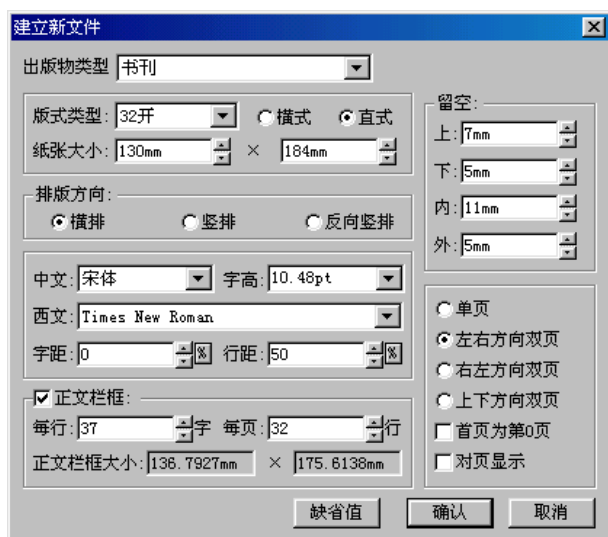 建立新文件
出版物类型 书刊
版式类型: 32开 横式 直式
纸张大小: 130mm × 184mm
留空:
上: 7mm
下: 5mm
内: 11mm
外: 5mm
排版方向:
横排 竖排 反向竖排
中文: 宋体 字高: 10.48pt
西文: Times New Roman
字距: 0 % 行距: 50 %
单页
左右方向双页
右左方向双页
上下方向双页
首页为第0页
对页显示
正文栏框:
每行: 37 字 每页: 32 行
正文栏框大小: 136.7927mm × 175.6138mm
缺省值 确认 取消